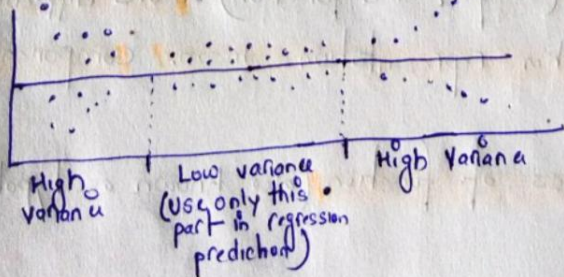 High variance
Low variance
(use only this part in regression prediction)
High Variance